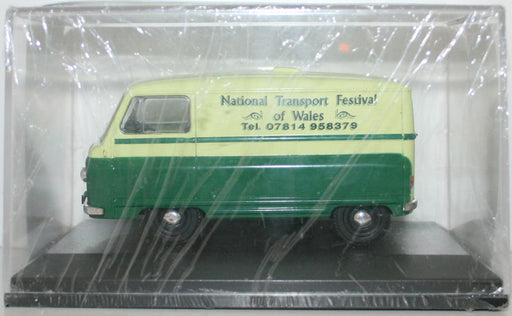 National Transport Festival
of Wales
Tel. 07814 958379